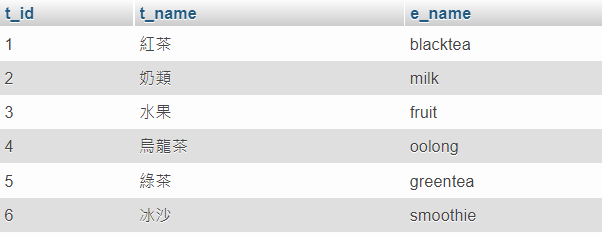 t_id t_name e_name
1 紅茶 blacktea
2 奶類 milk
3 水果 fruit
4 烏龍茶 oolong
5 綠茶 greentea
6 冰沙 smoothie